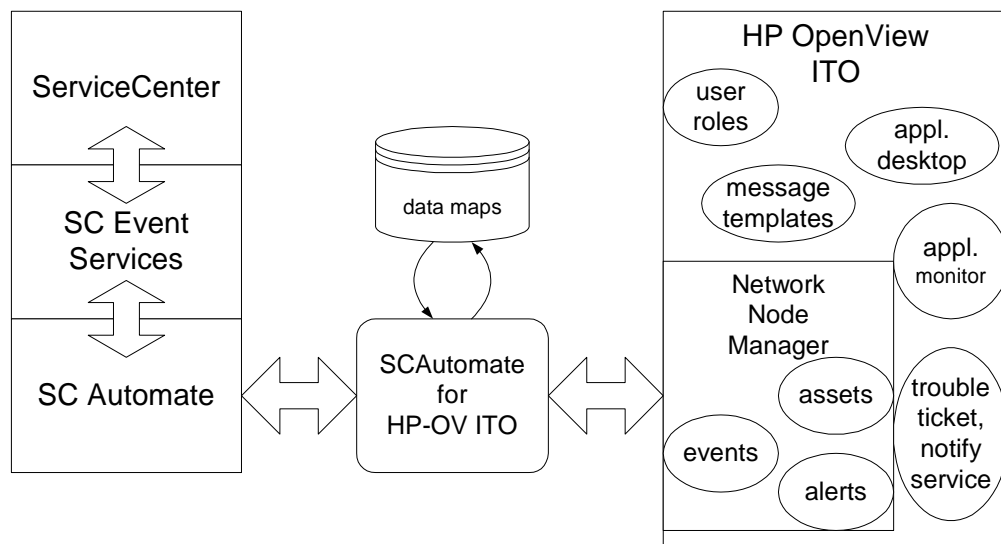 ServiceCenter
SC Event
Services
SC Automate
data maps
SCAutomate
for
HP-OV ITO
HP OpenView
ITO
user
roles
appl.
desktop
message
templates
appl.
monitor
Network
Node
Manager
assets
events
alerts
trouble
ticket,
notify
service